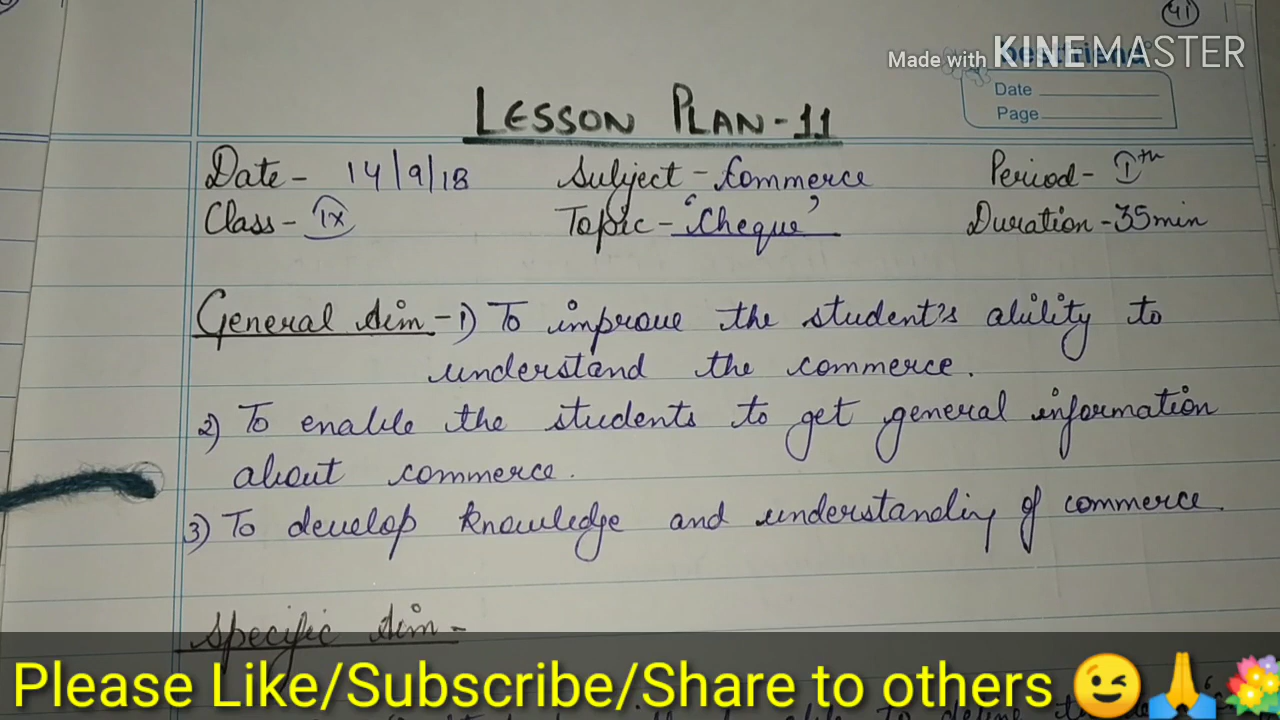 41
Made with KINEMASTER
Date
Page
LESSON PLAN-11
Date- 14/9/18 Subject-Commerce Period- Ith
Class- IX Topic-'Cheque' Duration-35min
General Aim-1) To improve the student's ability to
understand the commerce.
2) To enable the students to get general information
about commerce.
3) To develop knowledge and understanding of commerce.
Specific Aim-
Please Like/Subscribe/Share to others 😉🙏💐